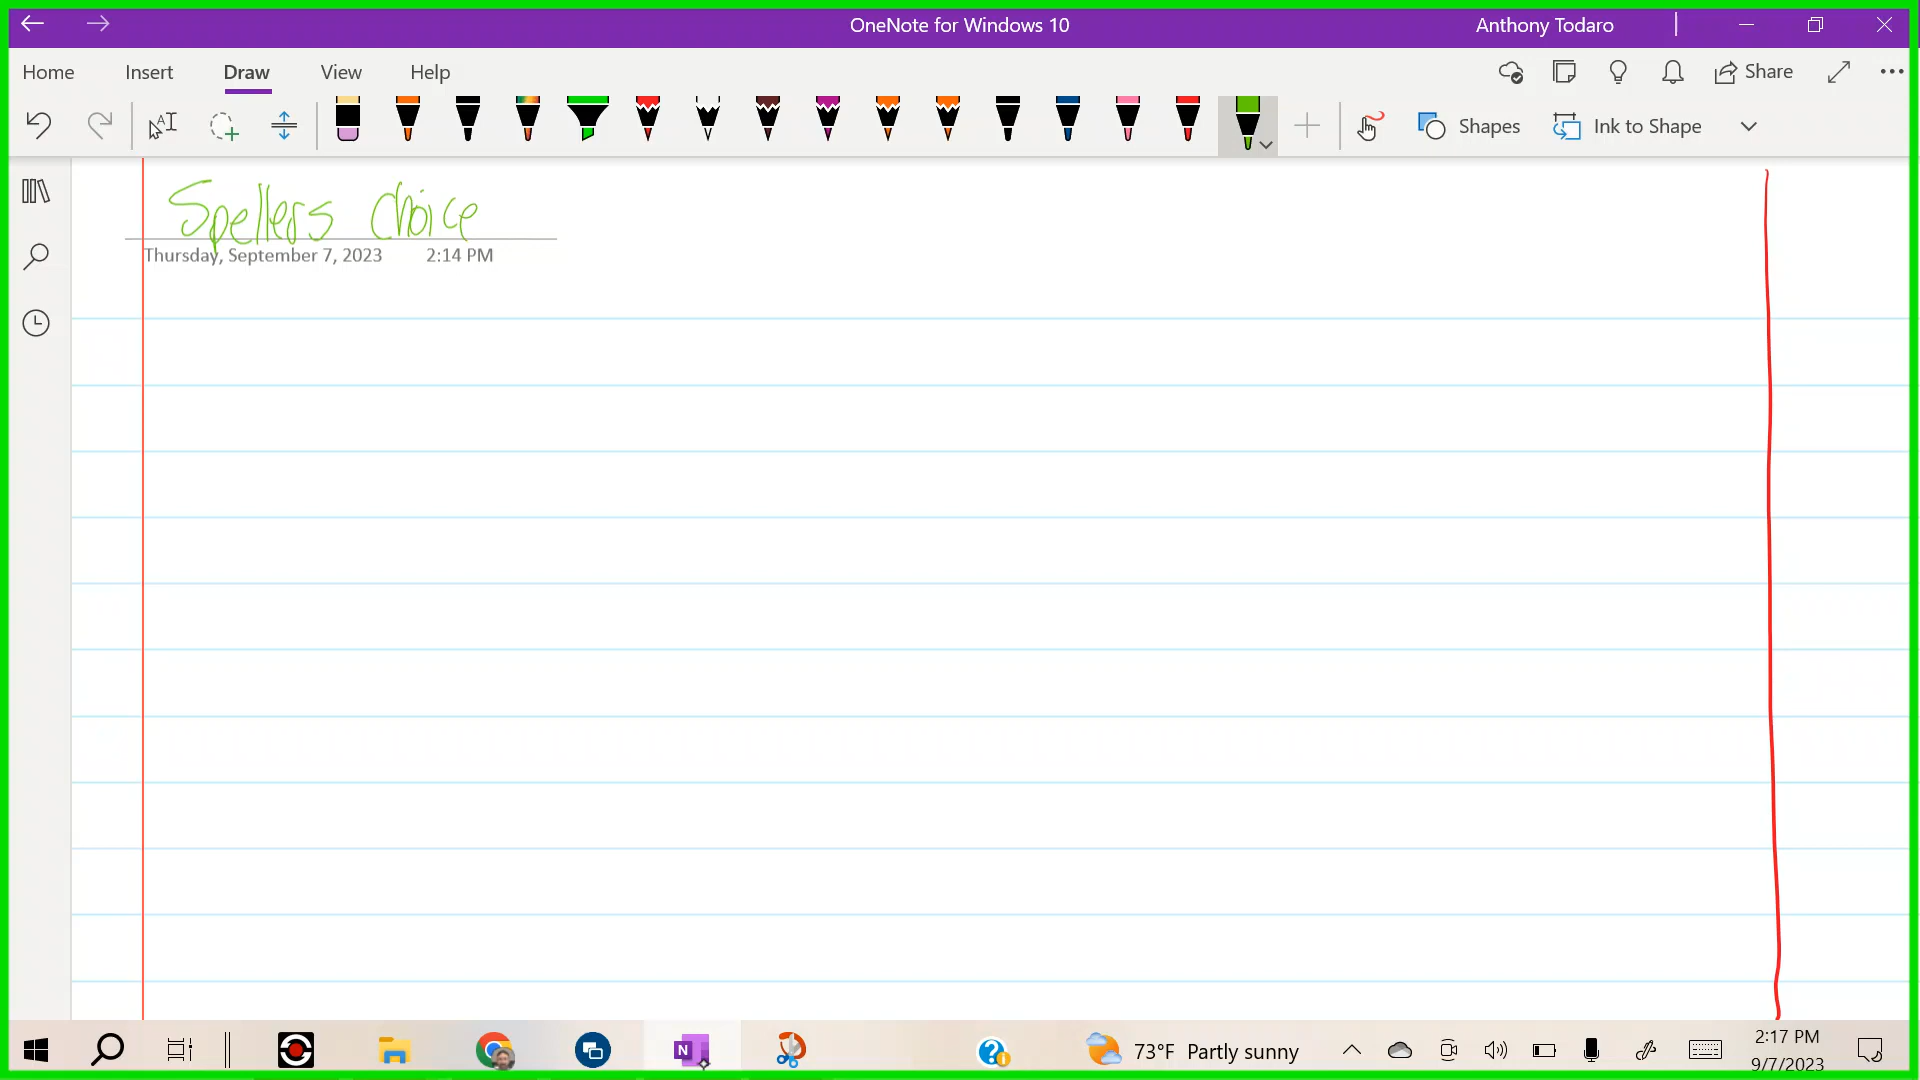 OneNote for Windows 10
Anthony Todaro
Home Insert Draw View Help
Share
Shapes Ink to Shape
Spellers Choice
Thursday, September 7, 2023 2:14 PM
73°F Partly sunny
2:17 PM
9/7/2023